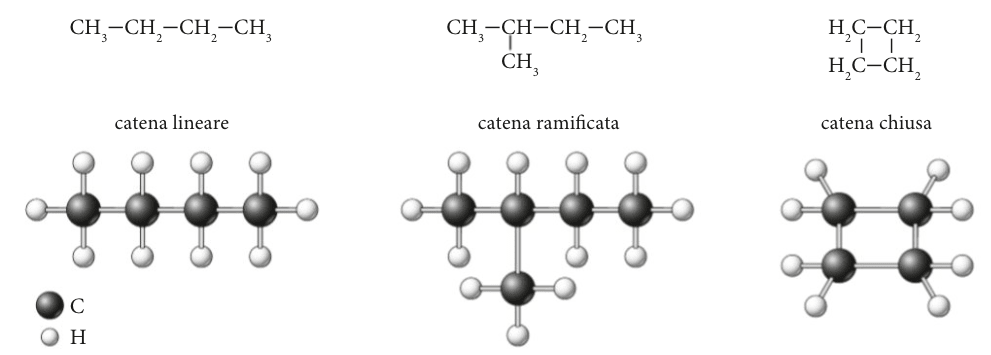 CH₃−CH₂−CH₂−CH₃
catena lineare
CH₃−CH−CH₂−CH₃
CH₃
catena ramificata
H₂C−CH₂
H₂C−CH₂
catena chiusa
C
H